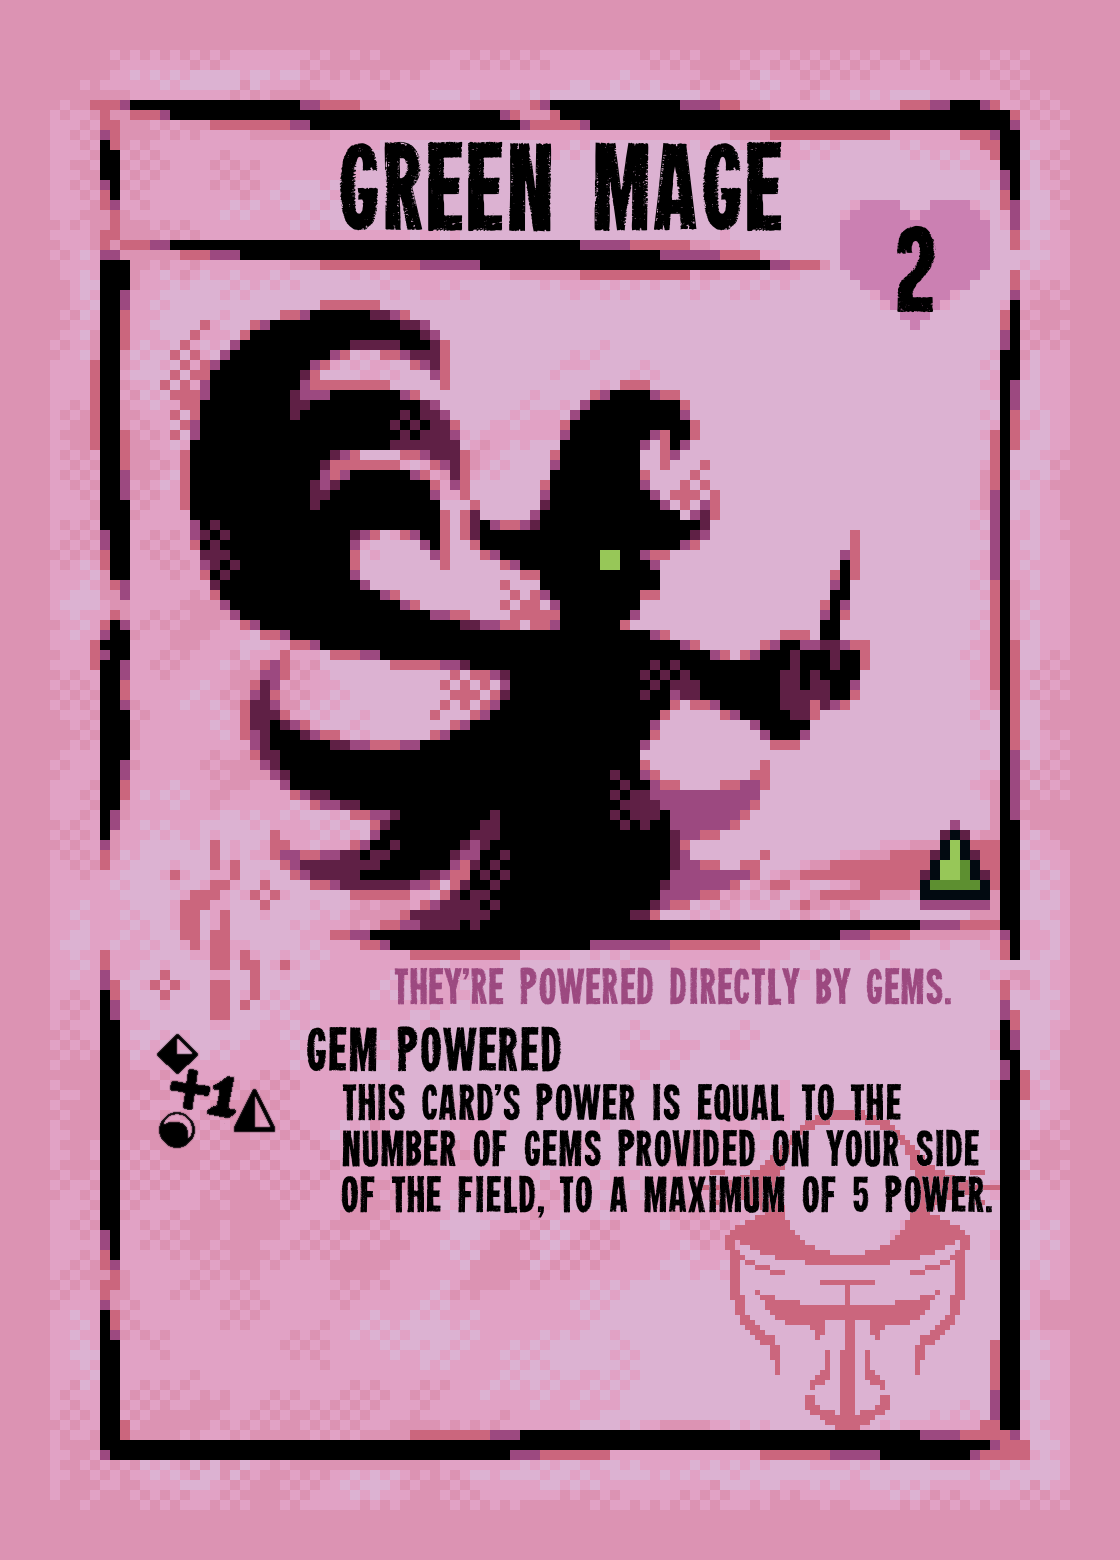 GREEN MAGE
2
THEY'RE POWERED DIRECTLY BY GEMS.
GEM POWERED
+1
THIS CARD'S POWER IS EQUAL TO THE
NUMBER OF GEMS PROVIDED ON YOUR SIDE
OF THE FIELD, TO A MAXIMUM OF 5 POWER.